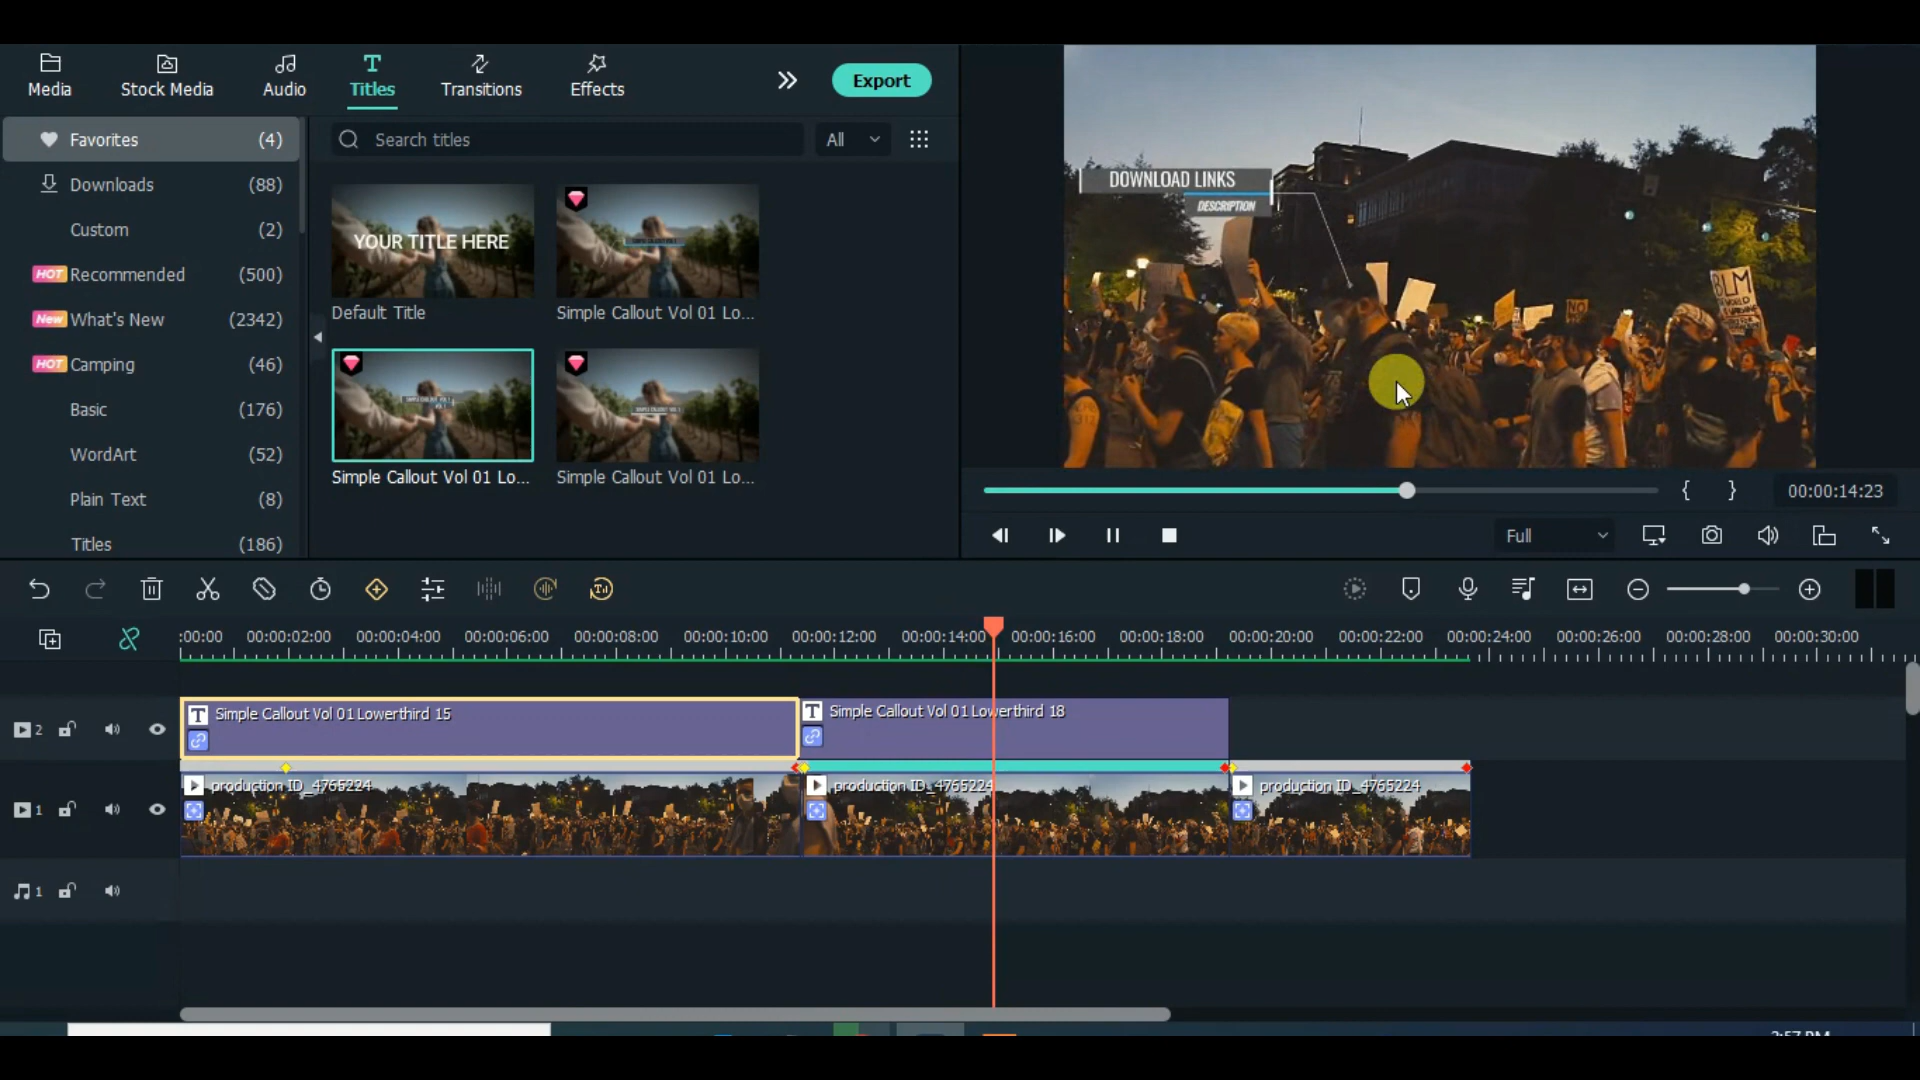 Media
Stock Media
Audio
Titles
Transitions
Effects
Export
Favorites (4)
Downloads (88)
Custom (2)
HOT Recommended (500)
New What's New (2342)
HOT Camping (46)
Basic (176)
WordArt (52)
Plain Text (8)
Titles (186)
Search titles
All
YOUR TITLE HERE
Default Title
Simple Callout Vol 01 Lo...
Simple Callout Vol 01 Lo...
Simple Callout Vol 01 Lo...
DOWNLOAD LINKS
DESCRIPTION
BLM
NO
{ } 00:00:14:23
Full
:00:00 00:00:02:00 00:00:04:00 00:00:06:00 00:00:08:00 00:00:10:00 00:00:12:00 00:00:14:00 00:00:16:00 00:00:18:00 00:00:20:00 00:00:22:00 00:00:24:00 00:00:26:00 00:00:28:00 00:00:30:00
2
Simple Callout Vol 01 Lowerthird 15
Simple Callout Vol 01 Lowerthird 18
1
production ID_4765224
production ID_4765224
production ID_4765224
1